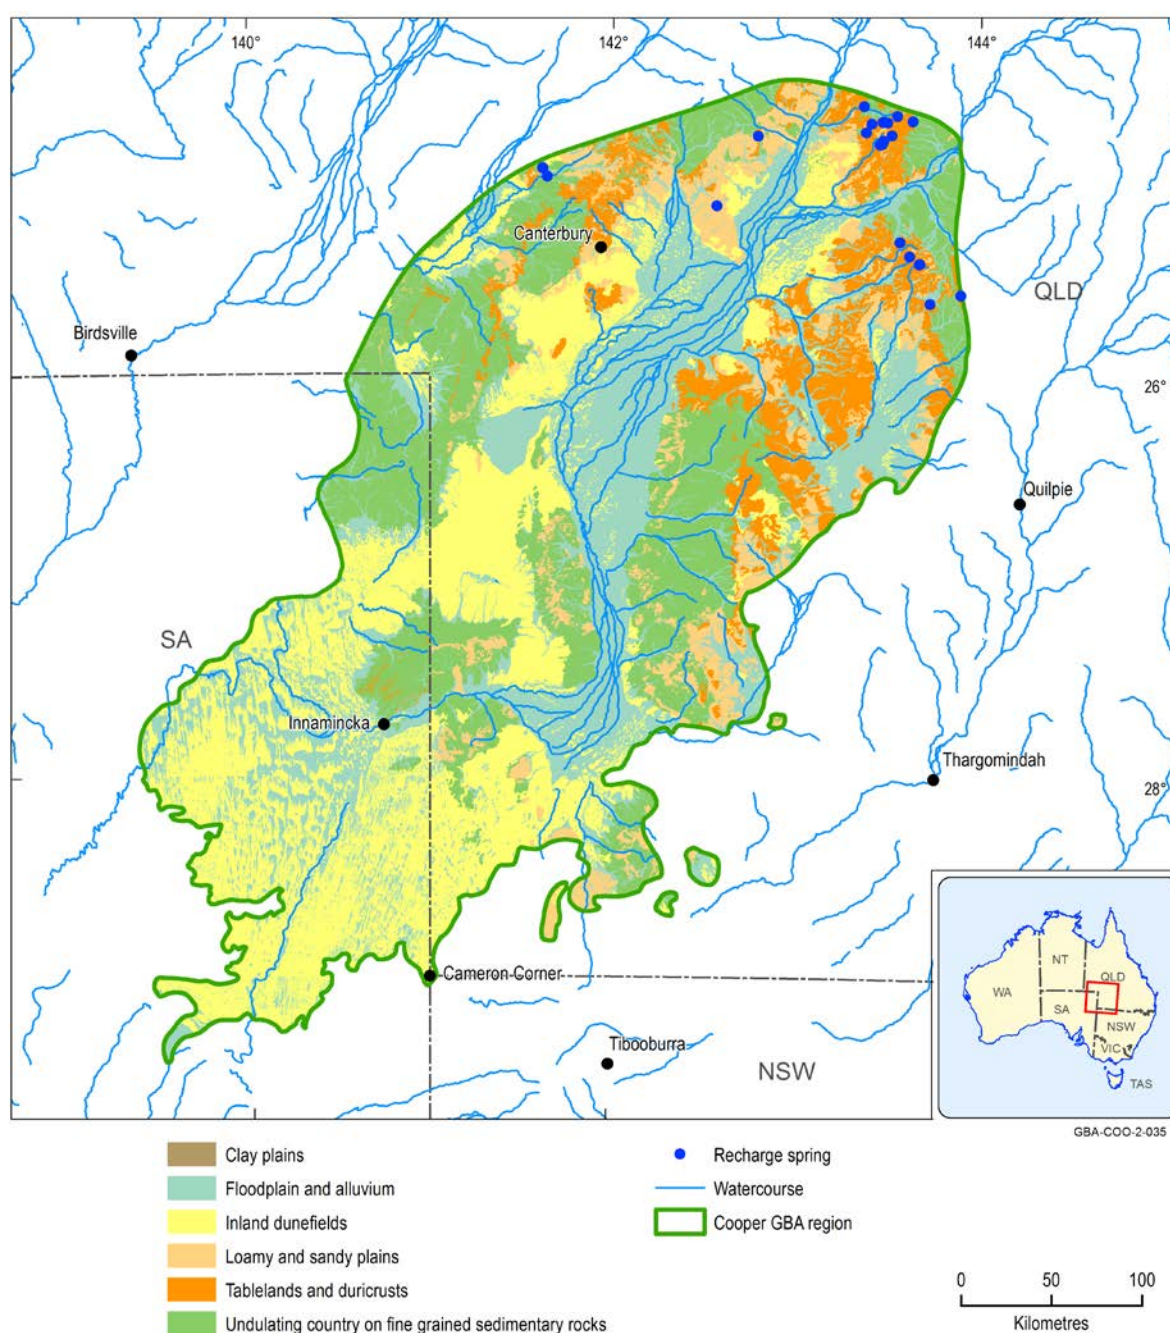 140° 142° 144°
Canterbury
QLD
Birdsville
26°
Quilpie
SA
Innamincka
Thargomindah
28°
Cameron Corner
Tibooburra
NSW
NT
QLD
WA
SA
NSW
VIC
TAS
GBA-COO-2-035
Clay plains
Floodplain and alluvium
Inland dunefields
Loamy and sandy plains
Tablelands and duricrusts
Undulating country on fine grained sedimentary rocks
Recharge spring
Watercourse
Cooper GBA region
0 50 100
Kilometres